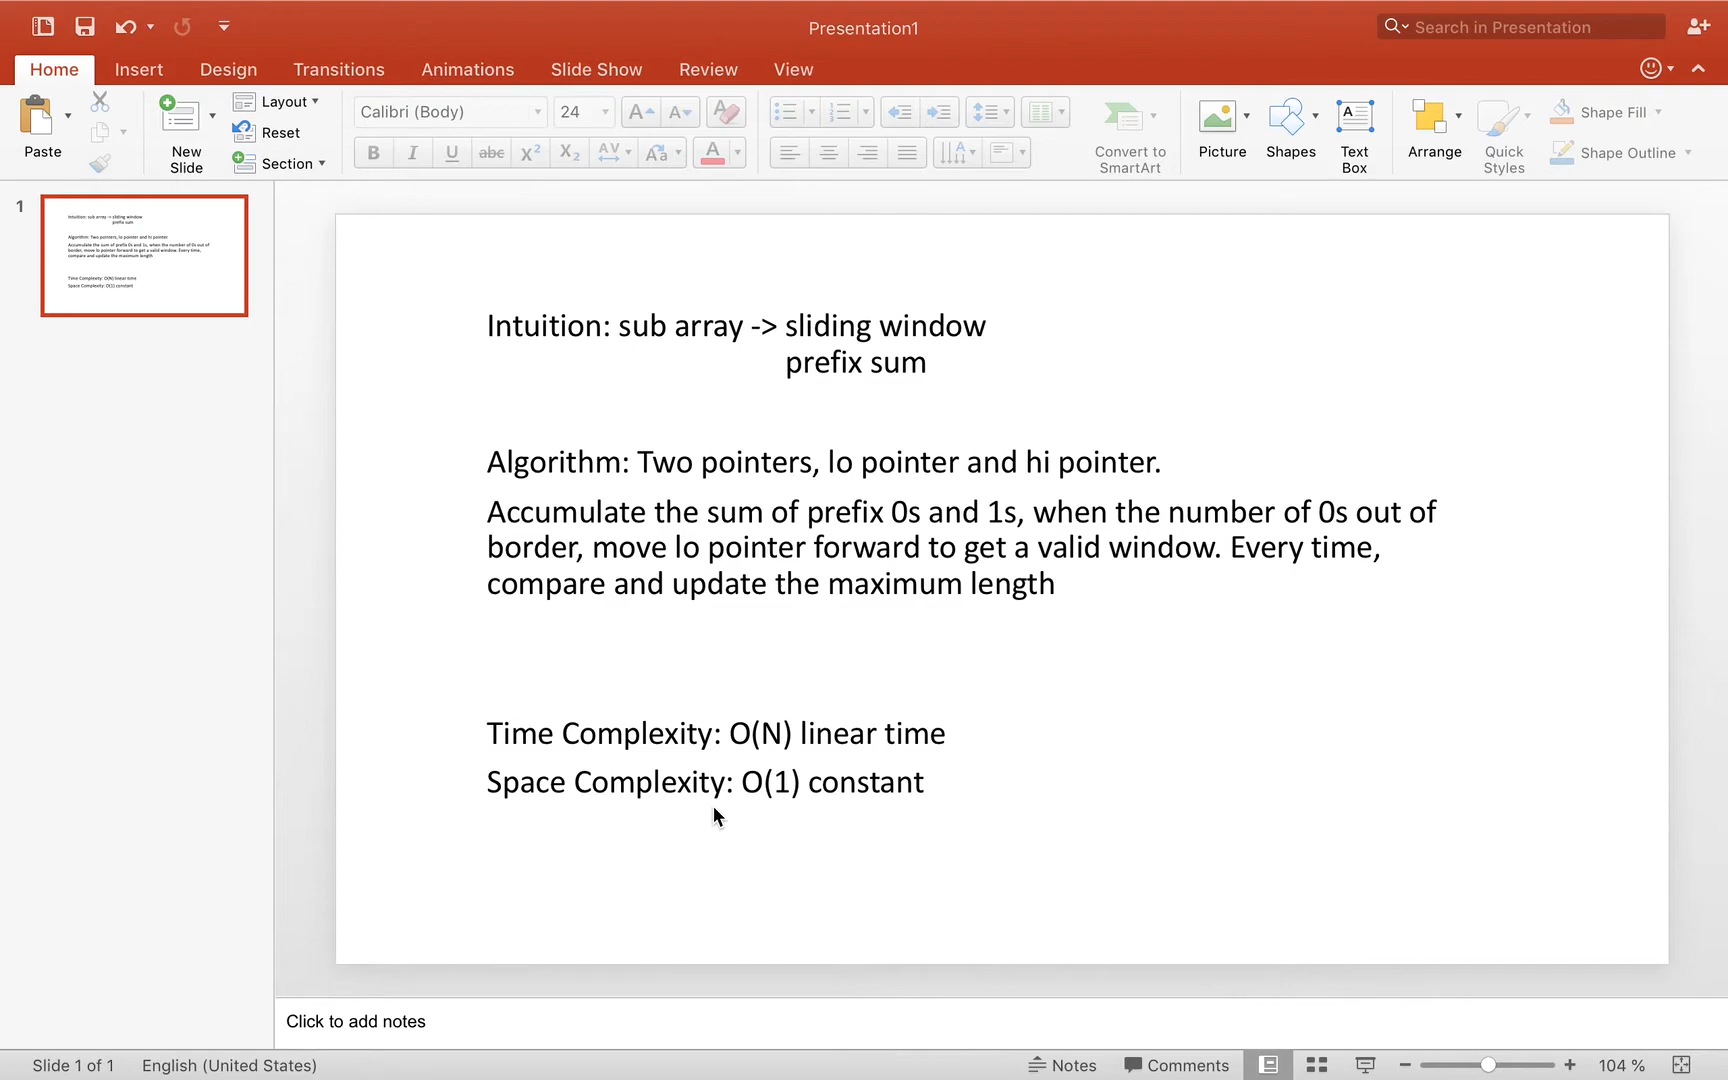 Presentation1
Search in Presentation
Home Insert Design Transitions Animations Slide Show Review View
Paste
New Slide
Layout
Reset
Section
Calibri (Body) 24
Convert to SmartArt
Picture
Shapes
Text Box
Arrange
Quick Styles
Shape Fill
Shape Outline
1
Intuition: sub array -> sliding window
prefix sum
Algorithm: Two pointers, lo pointer and hi pointer
Accumulate the sum of prefix 0s and 1s, when the number of 0s out of
border, move lo pointer forward to get a valid window. Every time,
compare and update the maximum length
Time Complexity: O(N) linear time
Space Complexity: O(1) constant
Intuition: sub array -> sliding window
prefix sum
Algorithm: Two pointers, lo pointer and hi pointer.
Accumulate the sum of prefix 0s and 1s, when the number of 0s out of
border, move lo pointer forward to get a valid window. Every time,
compare and update the maximum length
Time Complexity: O(N) linear time
Space Complexity: O(1) constant
Click to add notes
Slide 1 of 1 English (United States) Notes Comments 104 %